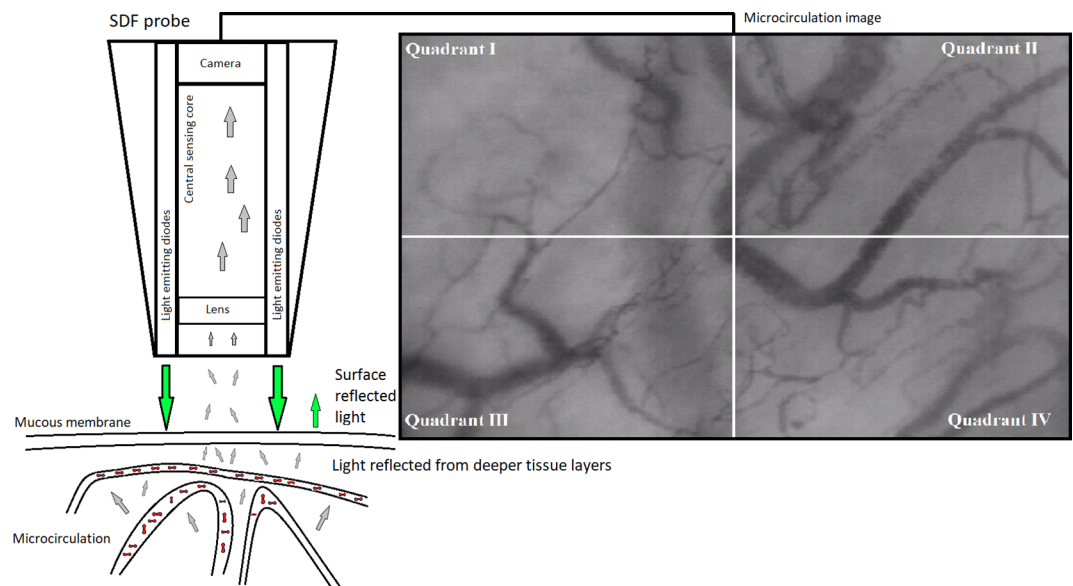 SDF probe
Microcirculation image
Camera
Central sensing core
Light emitting diodes
Light emitting diodes
Lens
Quadrant I
Quadrant II
Quadrant III
Quadrant IV
Surface
reflected
light
Mucous membrane
Light reflected from deeper tissue layers
Microcirculation